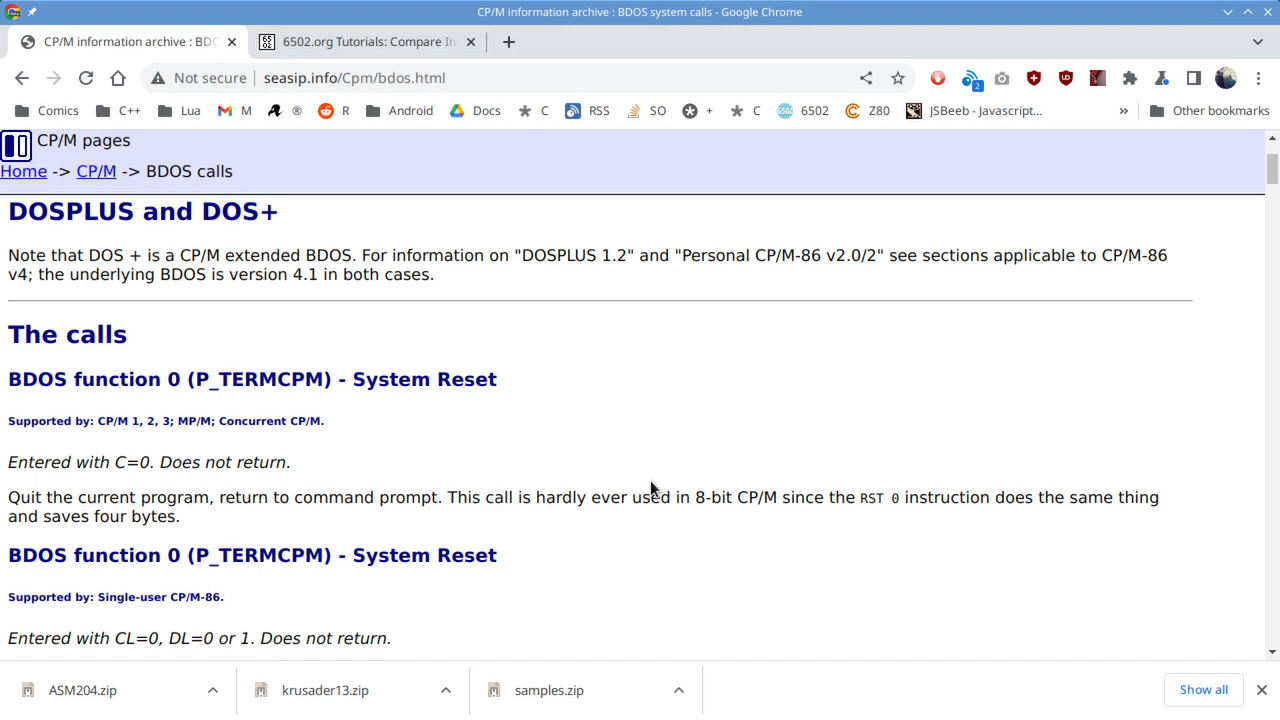 CP/M information archive : BDOS system calls - Google Chrome
CP/M information archive : BDO
6502.org Tutorials: Compare In
Not secure | seasip.info/Cpm/bdos.html
2
Comics C++ Lua M M ® R Android Docs C RSS SO + C 6502 Z80 JSBeeb - Javascript... » Other bookmarks
CP/M pages
Home -> CP/M -> BDOS calls
DOSPLUS and DOS+
Note that DOS + is a CP/M extended BDOS. For information on "DOSPLUS 1.2" and "Personal CP/M-86 v2.0/2" see sections applicable to CP/M-86
v4; the underlying BDOS is version 4.1 in both cases.
The calls
BDOS function 0 (P_TERMCPM) - System Reset
Supported by: CP/M 1, 2, 3; MP/M; Concurrent CP/M.
Entered with C=0. Does not return.
Quit the current program, return to command prompt. This call is hardly ever used in 8-bit CP/M since the RST 0 instruction does the same thing
and saves four bytes.
BDOS function 0 (P_TERMCPM) - System Reset
Supported by: Single-user CP/M-86.
Entered with CL=0, DL=0 or 1. Does not return.
ASM204.zip krusader13.zip samples.zip Show all